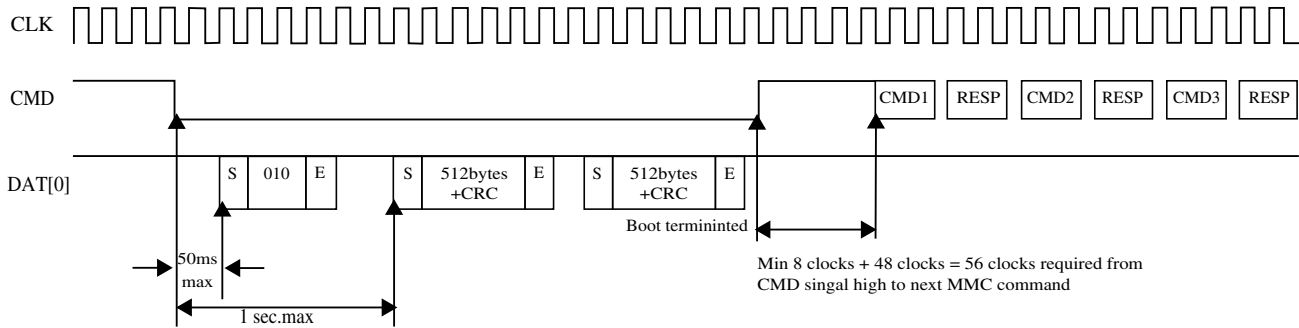 CLK
CMD
CMD1
RESP
CMD2
RESP
CMD3
RESP
DAT[0]
S
010
E
S
512bytes
+CRC
E
S
512bytes
+CRC
E
Boot termininted
50ms
max
1 sec.max
Min 8 clocks + 48 clocks = 56 clocks required from
CMD singal high to next MMC command